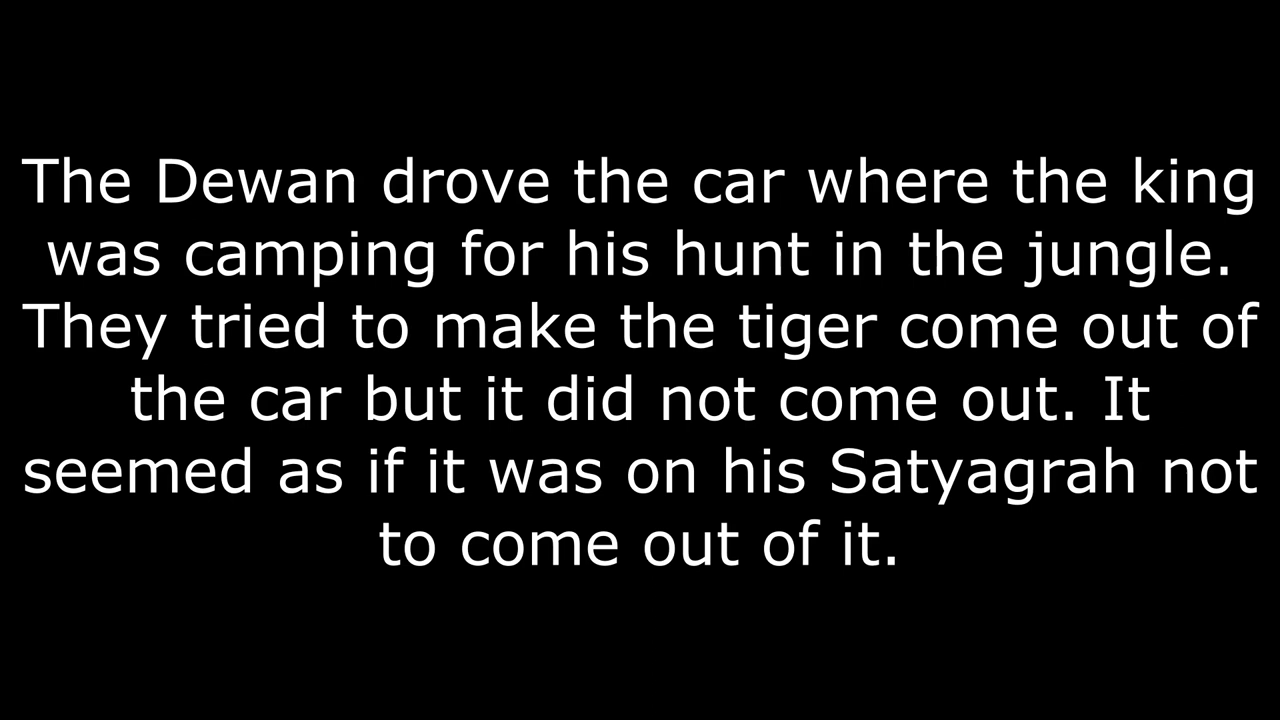 The Dewan drove the car where the king
was camping for his hunt in the jungle.
They tried to make the tiger come out of
the car but it did not come out. It
seemed as if it was on his Satyagrah not
to come out of it.